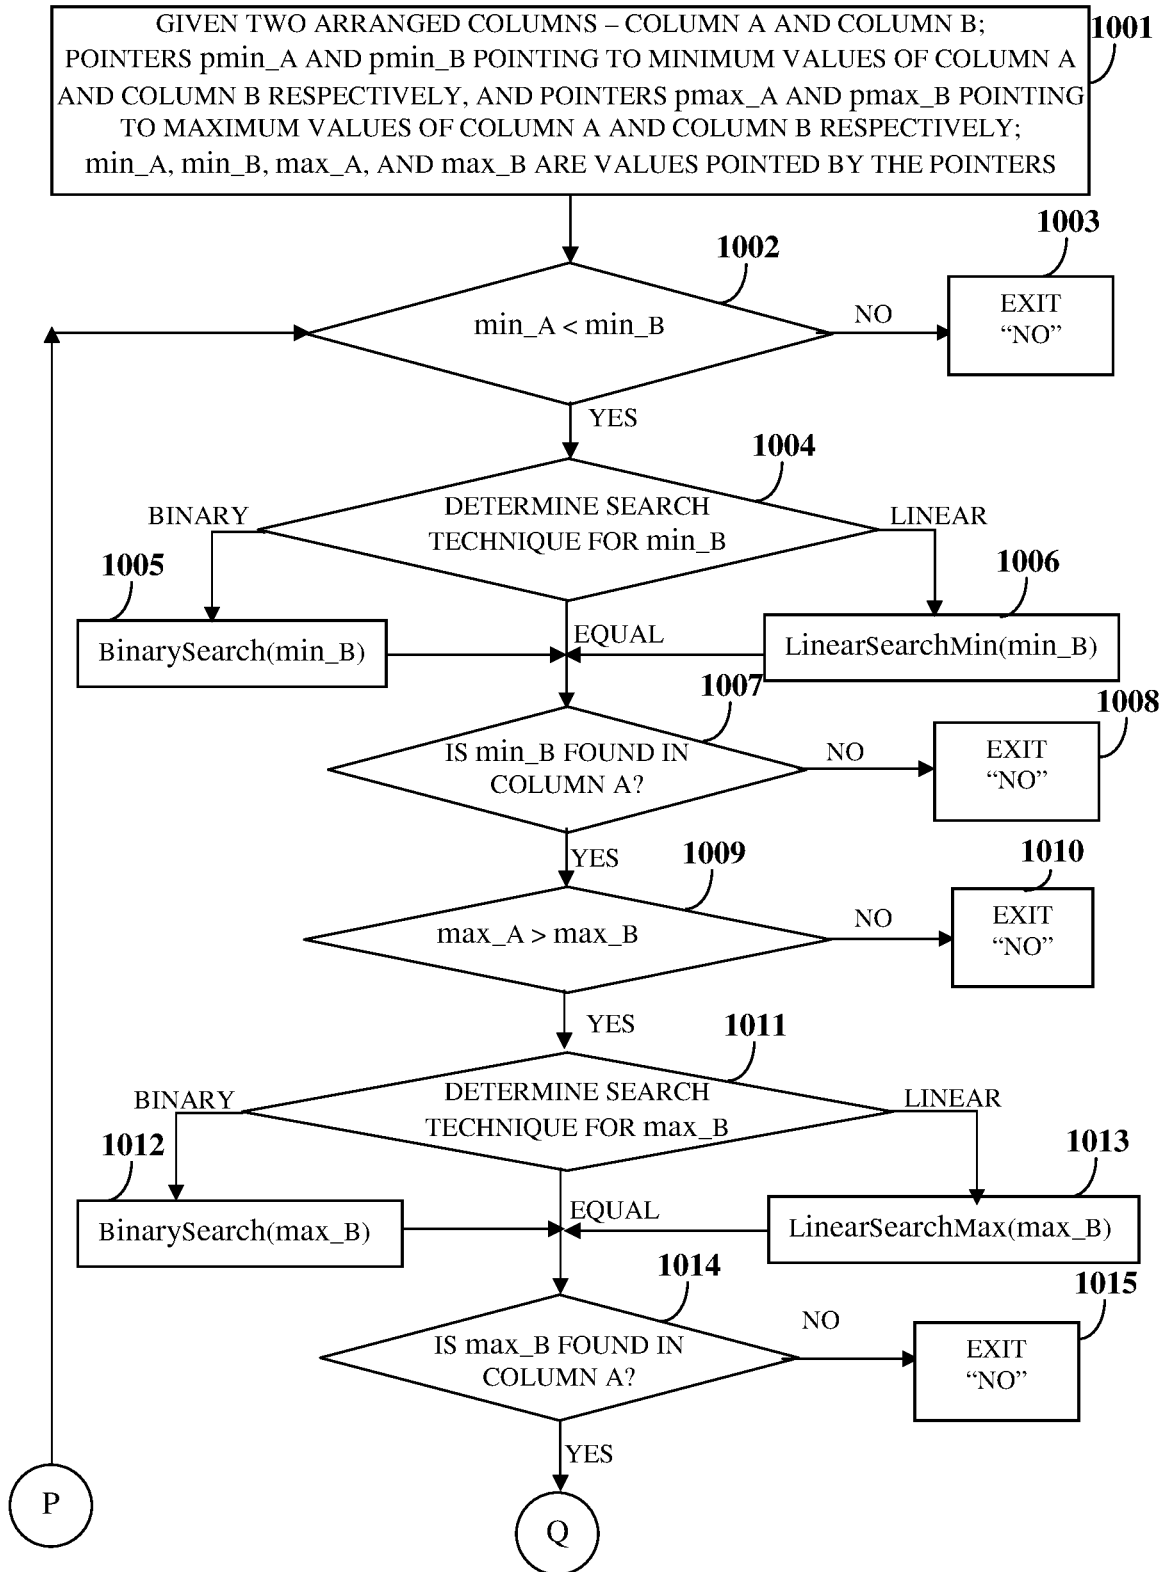 GIVEN TWO ARRANGED COLUMNS – COLUMN A AND COLUMN B;
POINTERS pmin_A AND pmin_B POINTING TO MINIMUM VALUES OF COLUMN A
AND COLUMN B RESPECTIVELY, AND POINTERS pmax_A AND pmax_B POINTING
TO MAXIMUM VALUES OF COLUMN A AND COLUMN B RESPECTIVELY;
min_A, min_B, max_A, AND max_B ARE VALUES POINTED BY THE POINTERS
1001
1002
min_A < min_B
NO
1003
EXIT
“NO”
YES
1004
DETERMINE SEARCH
TECHNIQUE FOR min_B
BINARY
LINEAR
1005
BinarySearch(min_B)
EQUAL
1006
LinearSearchMin(min_B)
1007
IS min_B FOUND IN
COLUMN A?
NO
1008
EXIT
“NO”
YES
1009
max_A > max_B
NO
1010
EXIT
“NO”
YES
1011
DETERMINE SEARCH
TECHNIQUE FOR max_B
BINARY
LINEAR
1012
BinarySearch(max_B)
EQUAL
1013
LinearSearchMax(max_B)
1014
IS max_B FOUND IN
COLUMN A?
NO
1015
EXIT
“NO”
YES
P
Q